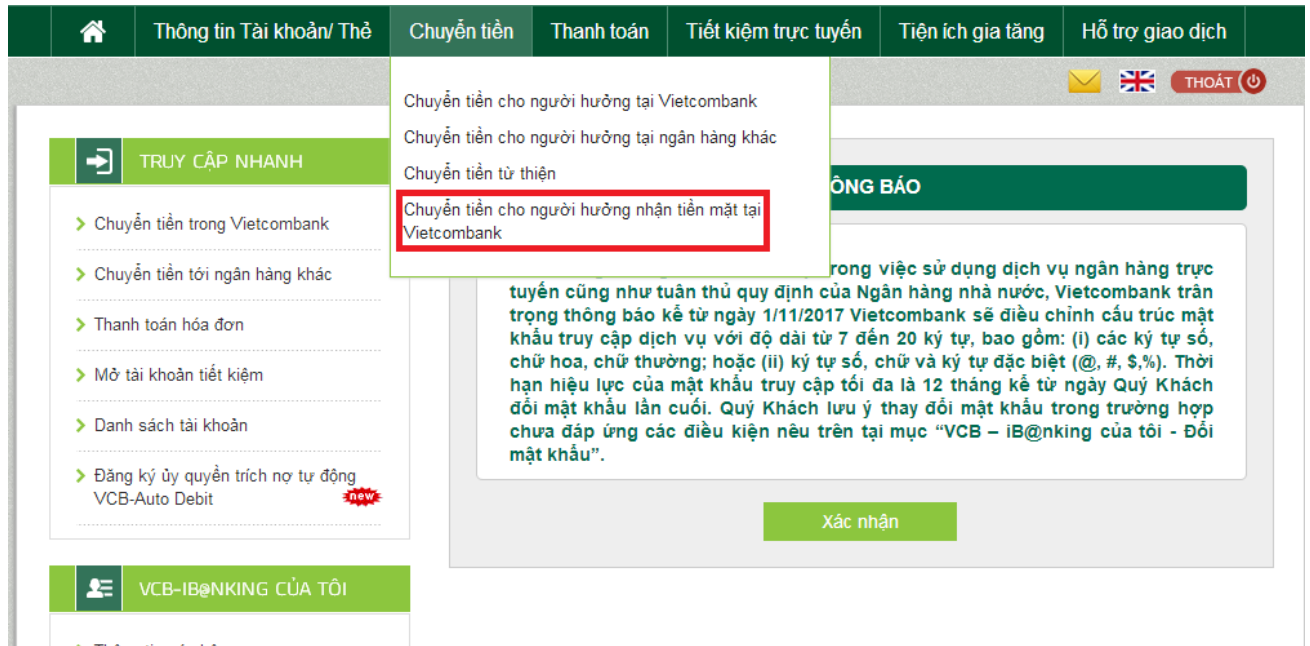 Thông tin Tài khoản/ Thẻ
Chuyển tiền
Thanh toán
Tiết kiệm trực tuyến
Tiện ích gia tăng
Hỗ trợ giao dịch
THOÁT
Chuyển tiền cho người hưởng tại Vietcombank
Chuyển tiền cho người hưởng tại ngân hàng khác
Chuyển tiền từ thiện
Chuyển tiền cho người hưởng nhận tiền mặt tại
Vietcombank
TRUY CẬP NHANH
Chuyển tiền trong Vietcombank
Chuyển tiền tới ngân hàng khác
Thanh toán hóa đơn
Mở tài khoản tiết kiệm
Danh sách tài khoản
Đăng ký ủy quyền trích nợ tự động
VCB-Auto Debit
new
VCB-IB@NKING CỦA TÔI
ÔNG BÁO
rong việc sử dụng dịch vụ ngân hàng trực
tuyến cũng như tuân thủ quy định của Ngân hàng nhà nước, Vietcombank trân
trọng thông báo kể từ ngày 1/11/2017 Vietcombank sẽ điều chỉnh cấu trúc mật
khẩu truy cập dịch vụ với độ dài từ 7 đến 20 ký tự, bao gồm: (i) các ký tự số,
chữ hoa, chữ thường; hoặc (ii) ký tự số, chữ và ký tự đặc biệt (@, #, $,%). Thời
hạn hiệu lực của mật khẩu truy cập tối đa là 12 tháng kể từ ngày Quý Khách
đổi mật khẩu lần cuối. Quý Khách lưu ý thay đổi mật khẩu trong trường hợp
chưa đáp ứng các điều kiện nêu trên tại mục “VCB – iB@nking của tôi - Đổi
mật khẩu”.
Xác nhận